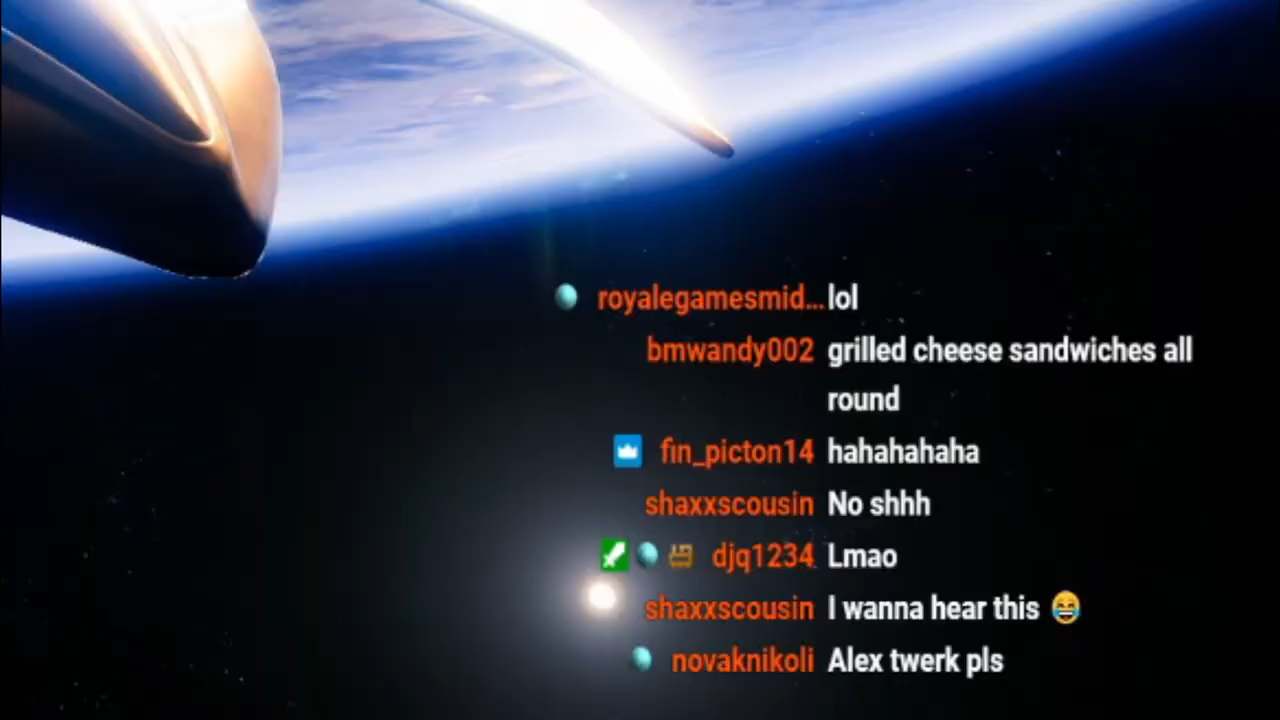 royalegamesmid... lol
bmwandy002 grilled cheese sandwiches all
round
fin_picton14 hahahahaha
shaxxscousin No shhh
djq1234 Lmao
shaxxscousin I wanna hear this 😂
novaknikoli Alex twerk pls